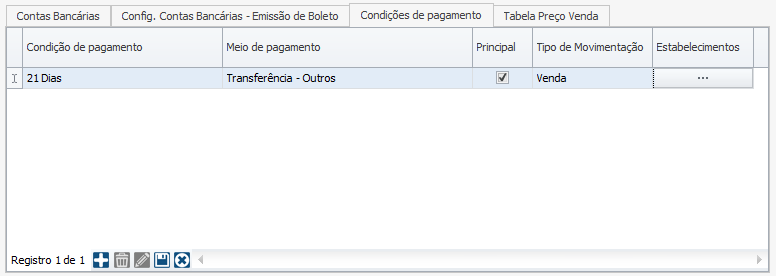 Contas Bancárias Config. Contas Bancárias - Emissão de Boleto Condições de pagamento Tabela Preço Venda
Condição de pagamento Meio de pagamento Principal Tipo de Movimentação Estabelecimentos
21 Dias Transferência - Outros Venda ...
Registro 1 de 1